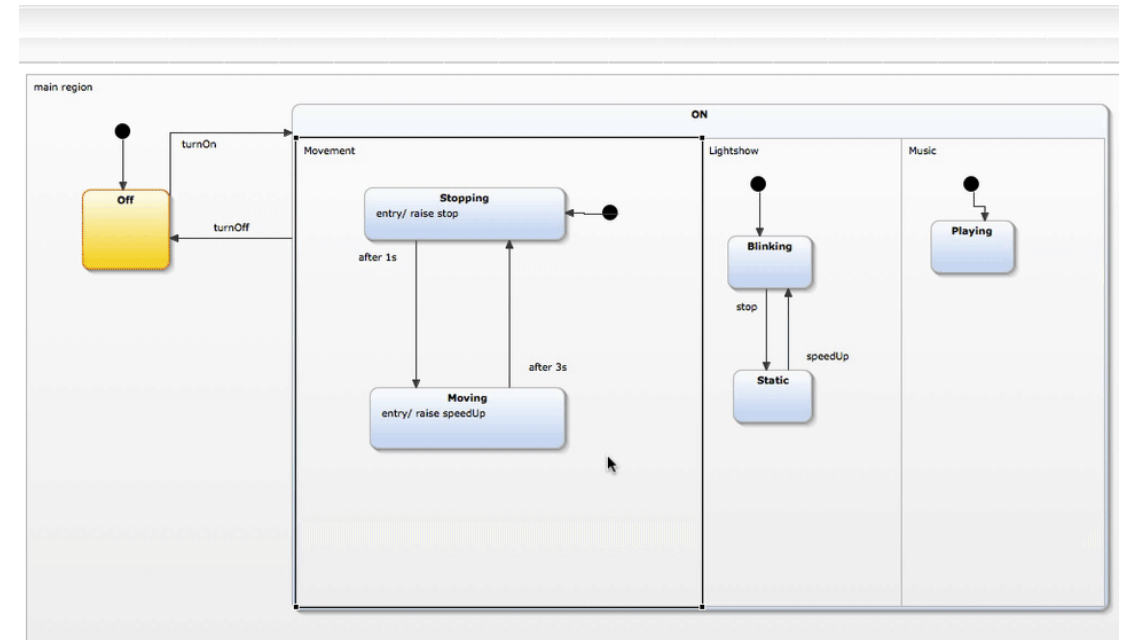 main region
ON
turnOn
Off
turnOff
Movement
Stopping
entry/ raise stop
after 1s
after 3s
Moving
entry/ raise speedUp
Lightshow
Blinking
stop
speedUp
Static
Music
Playing